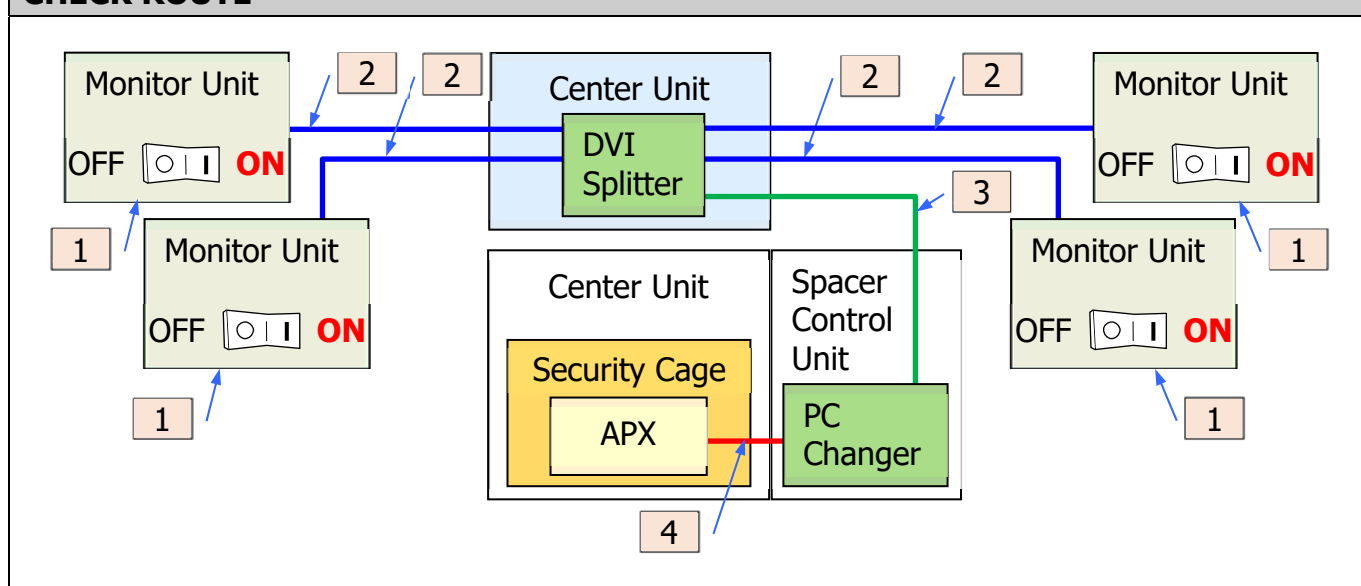 CHECK ROUTE
Monitor Unit
OFF ON
1
2
2
Monitor Unit
OFF ON
1
Center Unit
DVI
Splitter
2
2
Monitor Unit
OFF ON
1
3
Monitor Unit
OFF ON
1
Center Unit
Security Cage
APX
Spacer
Control
Unit
PC
Changer
4